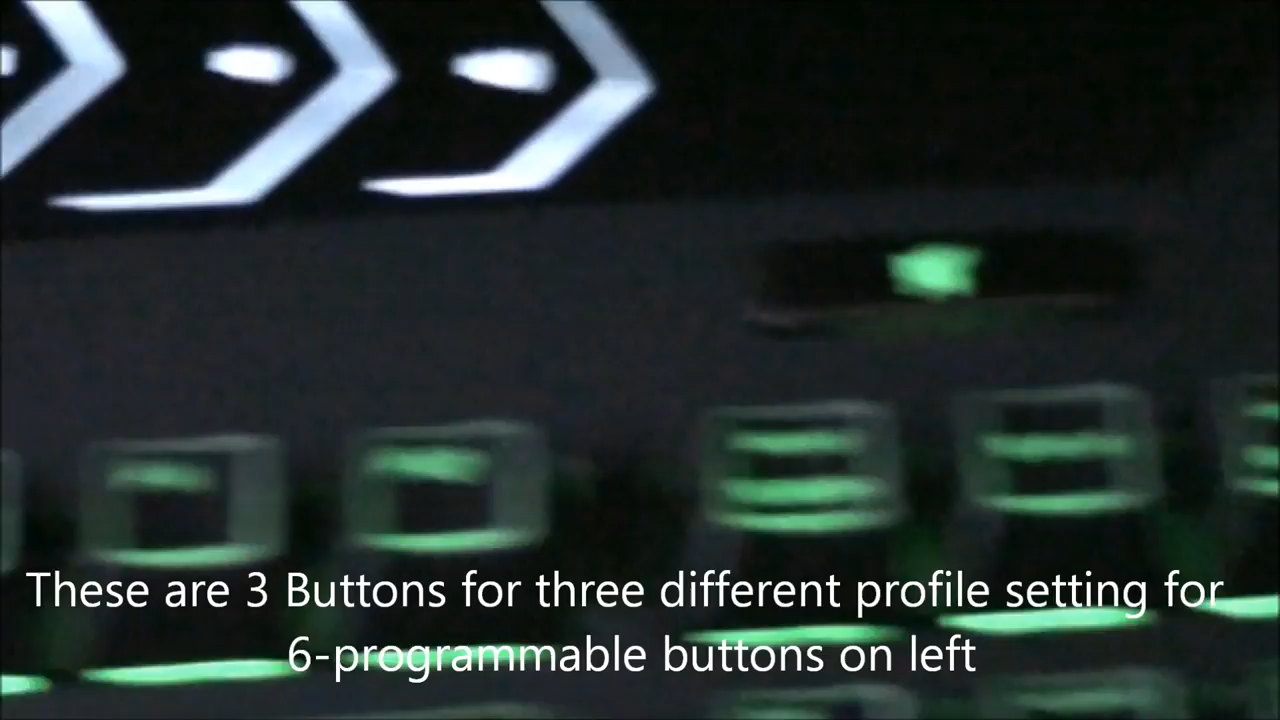 These are 3 Buttons for three different profile setting for
6-programmable buttons on left